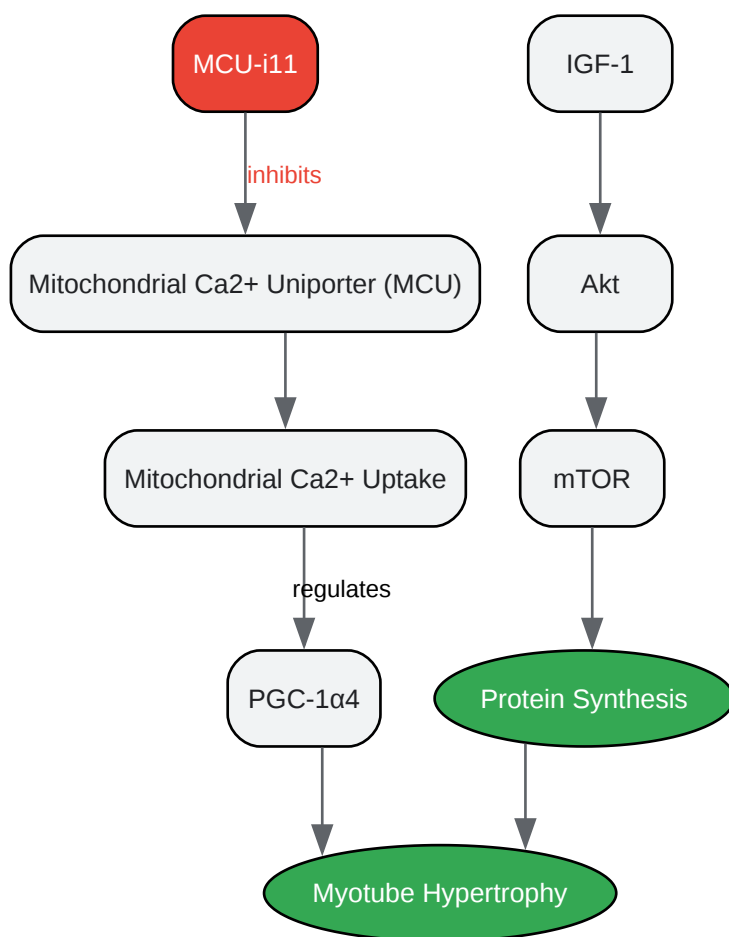 MCU-i11
IGF-1
inhibits
Mitochondrial Ca2+ Uniporter (MCU)
Akt
Mitochondrial Ca2+ Uptake
mTOR
regulates
PGC-1α4
Protein Synthesis
Myotube Hypertrophy